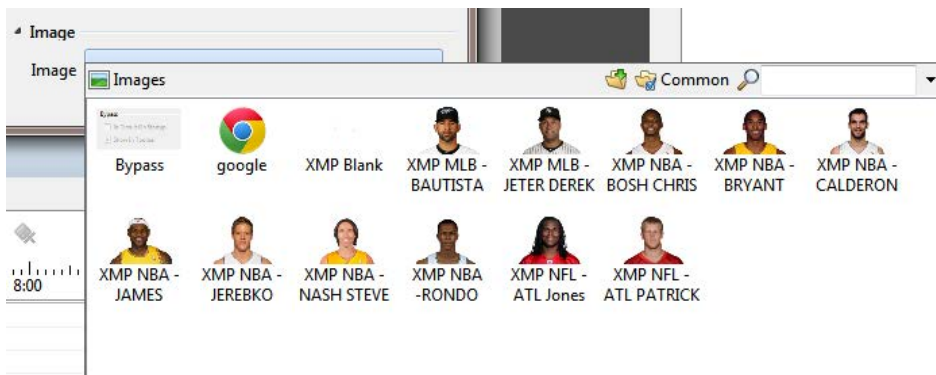 Image
Image
Images
Common
Bypass
Bypass
google
XMP Blank
XMP MLB -
BAUTISTA
XMP MLB -
JETER DEREK
XMP NBA -
BOSH CHRIS
XMP NBA -
BRYANT
XMP NBA -
CALDERON
8:00
XMP NBA -
JAMES
XMP NBA -
JEREBKO
XMP NBA -
NASH STEVE
XMP NBA
-RONDO
XMP NFL -
ATL Jones
XMP NFL -
ATL PATRICK